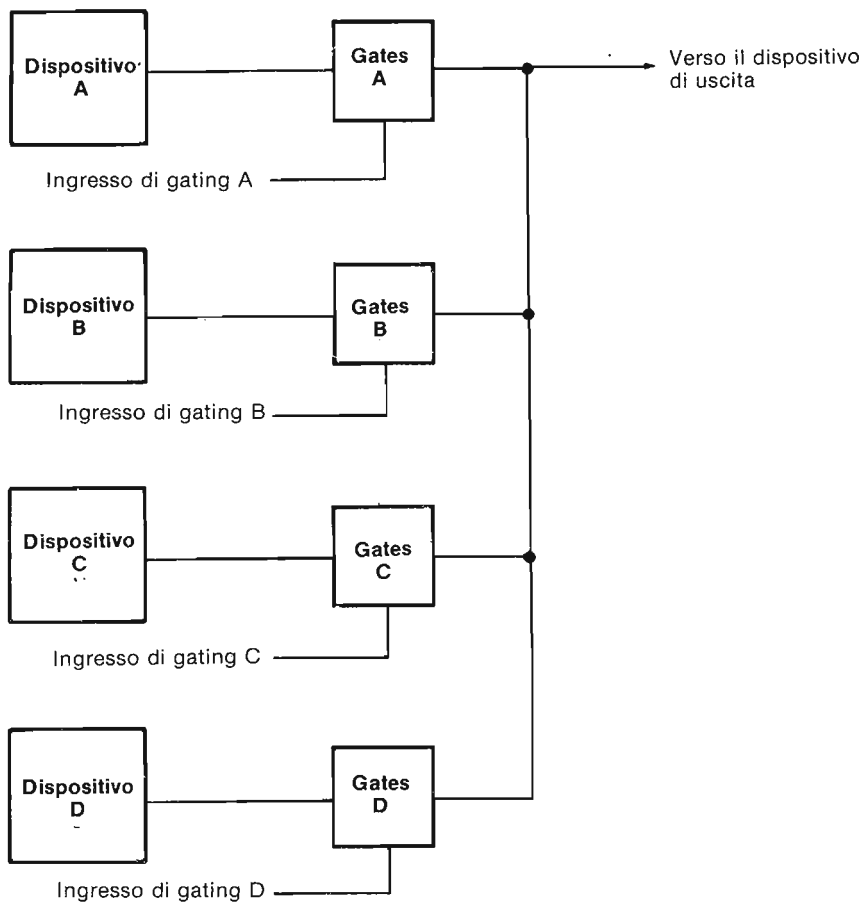 Dispositivo
A
Gates
A
Verso il dispositivo
di uscita
Ingresso di gating A
Dispositivo
B
Gates
B
Ingresso di gating B
Dispositivo
C
Gates
C
Ingresso di gating C
Dispositivo
D
Gates
D
Ingresso di gating D